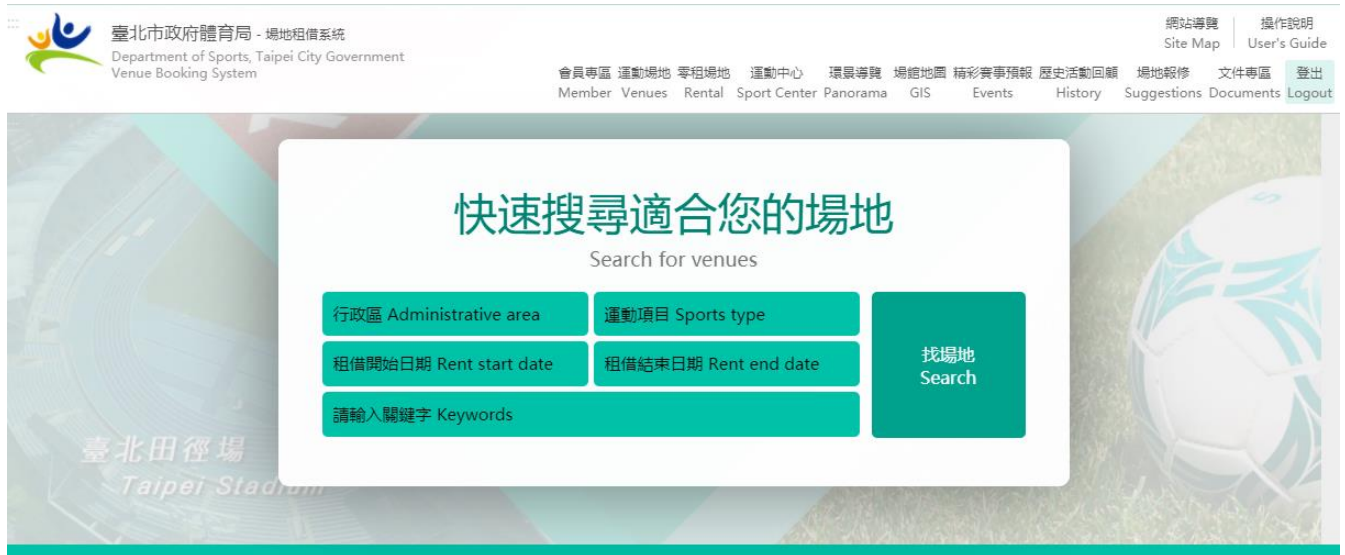 臺北市政府體育局 - 場地租借系統
Department of Sports, Taipei City Government
Venue Booking System
網站導覽 操作說明
Site Map User's Guide
會員專區 運動場地 零租場地 運動中心 環景導覽 場館地圖 精彩賽事預報 歷史活動回顧 場地報修 文件專區 登出
Member Venues Rental Sport Center Panorama GIS Events History Suggestions Documents Logout
快速搜尋適合您的場地
Search for venues
行政區 Administrative area
運動項目 Sports type
租借開始日期 Rent start date
租借結束日期 Rent end date
請輸入關鍵字 Keywords
找場地
Search
臺北田徑場
Taipei Stadium